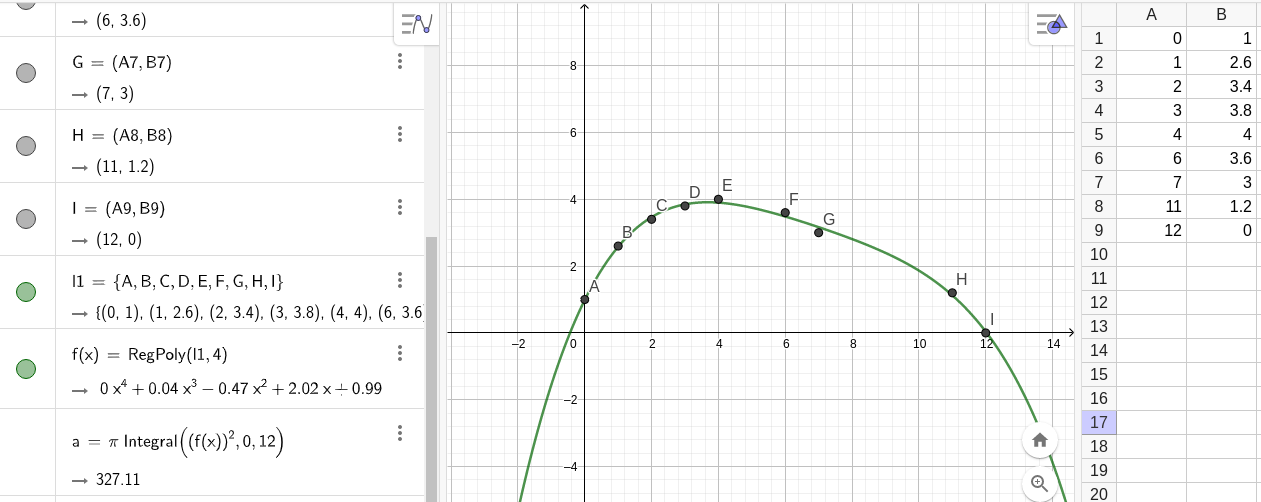 → (6, 3.6)
G = (A7, B7)
→ (7, 3)
H = (A8, B8)
→ (11, 1.2)
I = (A9, B9)
→ (12, 0)
l1 = {A, B, C, D, E, F, G, H, I}
→ {(0, 1), (1, 2.6), (2, 3.4), (3, 3.8), (4, 4), (6, 3.6
f(x) = RegPoly(l1, 4)
→ 0 x⁴ + 0.04 x³ − 0.47 x² + 2.02 x + 0.99
a = π Integral((f(x))², 0, 12)
→ 327.11
8
6
4
2
−2
−4
−2
0
2
4
6
8
10
12
14
A
B
C
D
E
F
G
H
I
A B
1 0 1
2 1 2.6
3 2 3.4
4 3 3.8
5 4 4
6 6 3.6
7 7 3
8 11 1.2
9 12 0
10
11
12
13
14
15
16
17
18
19
20